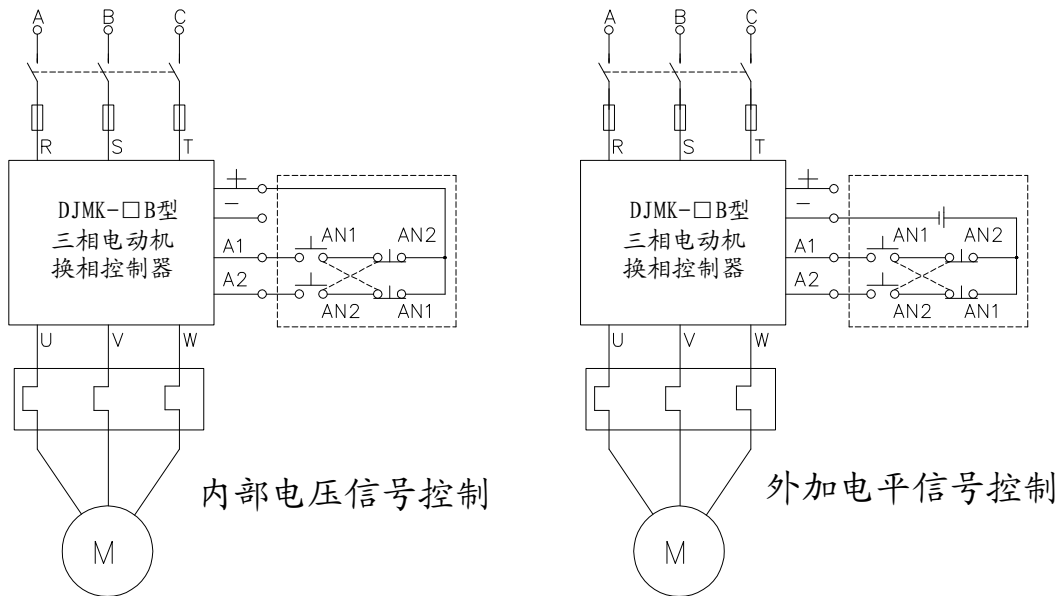 A B C
R S T
+
-
DJMK-□B型
三相电动机
换相控制器
A1
A2
AN1 AN2
AN2 AN1
U V W
M
内部电压信号控制
A B C
R S T
+
-
DJMK-□B型
三相电动机
换相控制器
A1
A2
AN1 AN2
AN2 AN1
U V W
M
外加电平信号控制